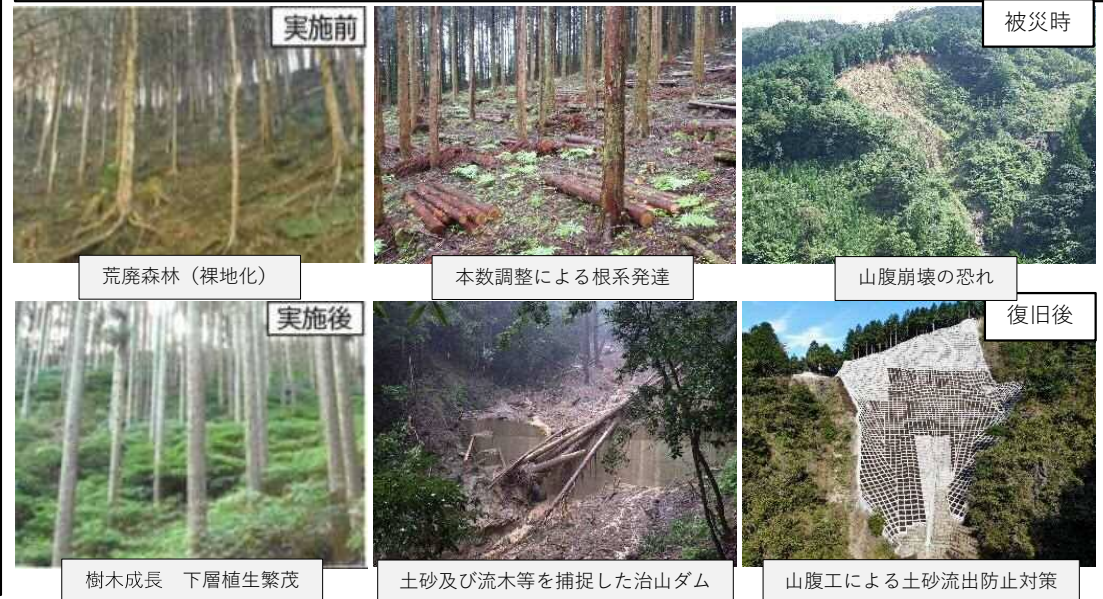 実施前
被災時
荒廃森林（裸地化）
本数調整による根系発達
山腹崩壊の恐れ
実施後
復旧後
樹木成長　下層植生繁茂
土砂及び流木等を捕捉した治山ダム
山腹工による土砂流出防止対策